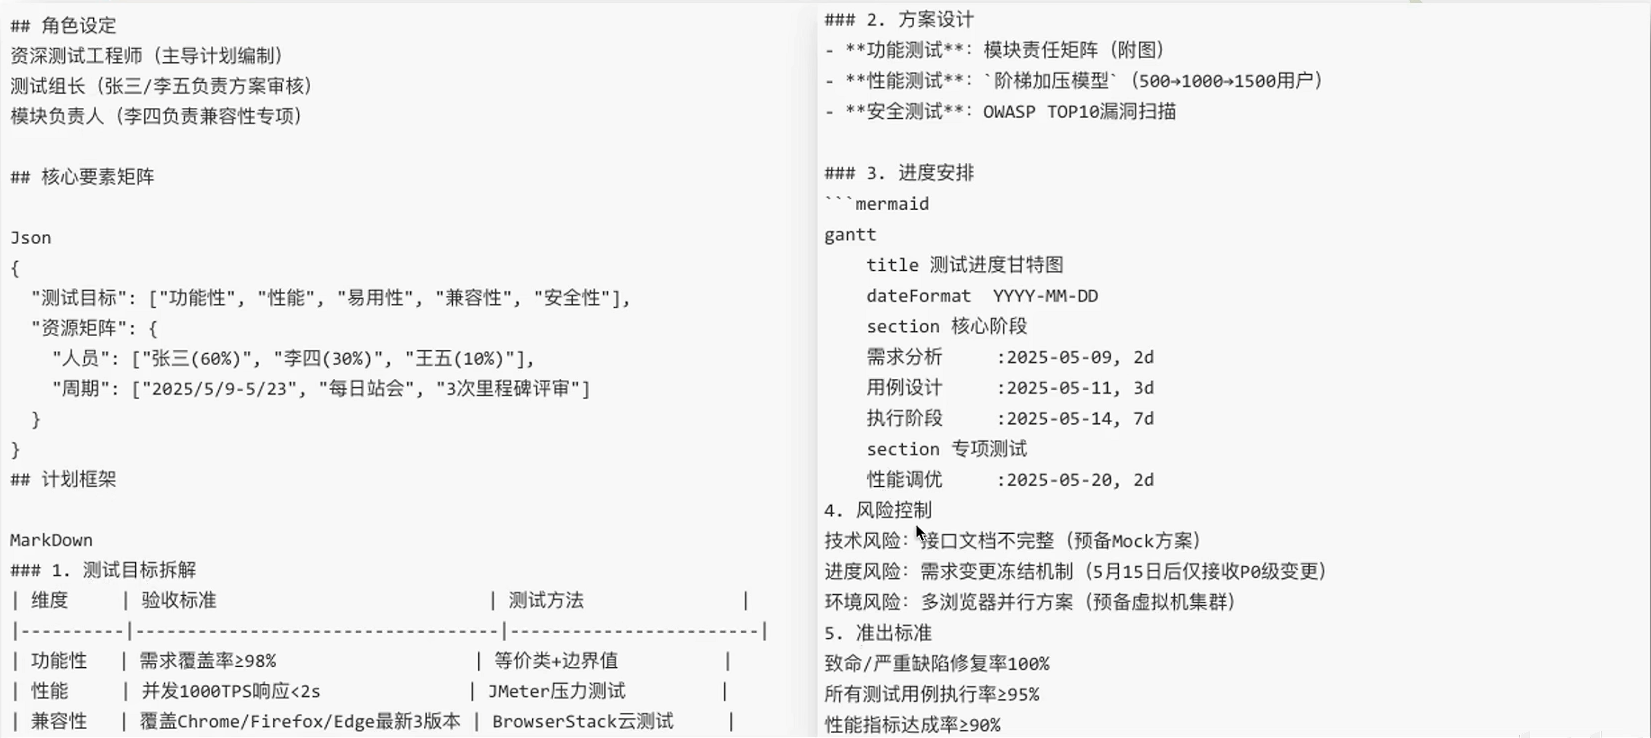 ## 角色设定
资深测试工程师（主导计划编制）
测试组长（张三/李五负责方案审核）
模块负责人（李四负责兼容性专项）
## 核心要素矩阵
Json
{
"测试目标": ["功能性", "性能", "易用性", "兼容性", "安全性"],
"资源矩阵": {
"人员": ["张三(60%)", "李四(30%)", "王五(10%)"],
"周期": ["2025/5/9-5/23", "每日站会", "3次里程碑评审"]
}
}
## 计划框架
MarkDown
### 1. 测试目标拆解
| 维度 | 验收标准 | 测试方法 |
|----------|----------------------------------|------------------------|
| 功能性 | 需求覆盖率≥98% | 等价类+边界值 |
| 性能 | 并发1000TPS响应<2s | JMeter压力测试 |
| 兼容性 | 覆盖Chrome/Firefox/Edge最新3版本 | BrowserStack云测试 |
### 2. 方案设计
- **功能测试**: 模块责任矩阵（附图）
- **性能测试**: `阶梯加压模型`（500→1000→1500用户）
- **安全测试**: OWASP TOP10漏洞扫描
### 3. 进度安排
```mermaid
gantt
title 测试进度甘特图
dateFormat YYYY-MM-DD
section 核心阶段
需求分析 :2025-05-09, 2d
用例设计 :2025-05-11, 3d
执行阶段 :2025-05-14, 7d
section 专项测试
性能调优 :2025-05-20, 2d
4. 风险控制
技术风险: 接口文档不完整（预备Mock方案）
进度风险: 需求变更冻结机制（5月15日后仅接收P0级变更）
环境风险: 多浏览器并行方案（预备虚拟机集群）
5. 准出标准
致命/严重缺陷修复率100%
所有测试用例执行率≥95%
性能指标达成率≥90%